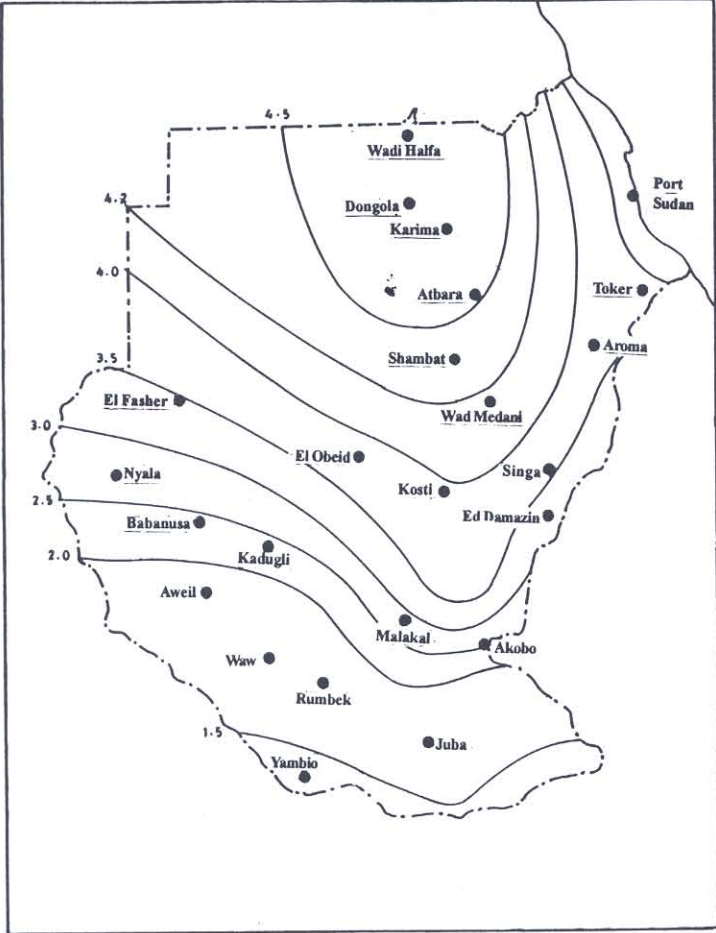 4.5
Wadi Halfa
4.2
Dongola
Port
Sudan
Karima
4.0
Atbara
Toker
Aroma
Shambat
3.5
El Fasher
Wad Medani
3.0
El Obeid
Nyala
Singa
Kosti
2.5
Babanusa
Ed Damazin
Kadugli
2.0
Aweil
Malakal
Akobo
Waw
Rumbek
1.5
Juba
Yambio